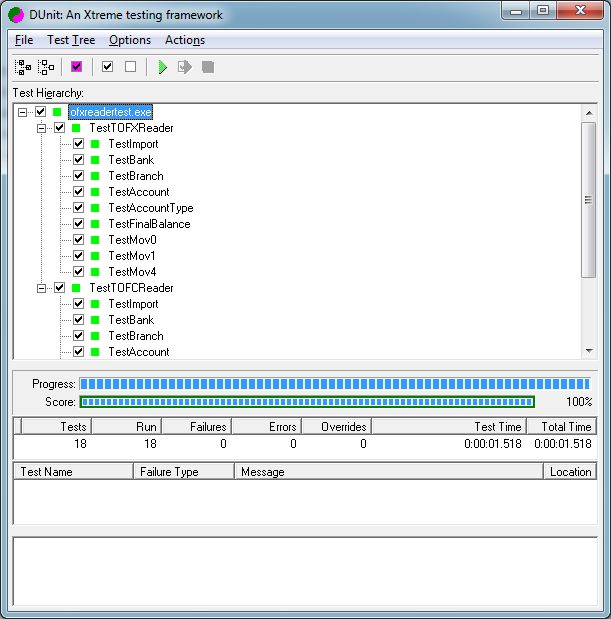 DUnit: An Xtreme testing framework
File Test Tree Options Actions
Test Hierarchy:
ofxreadertest.exe
TestTOFXReader
TestImport
TestBank
TestBranch
TestAccount
TestAccountType
TestFinalBalance
TestMov0
TestMov1
TestMov4
TestTOFCReader
TestImport
TestBank
TestBranch
TestAccount
Progress:
Score: 100%
Tests Run Failures Errors Overrides Test Time Total Time
18 18 0 0 0 0:00:01.518 0:00:01.518
Test Name Failure Type Message Location